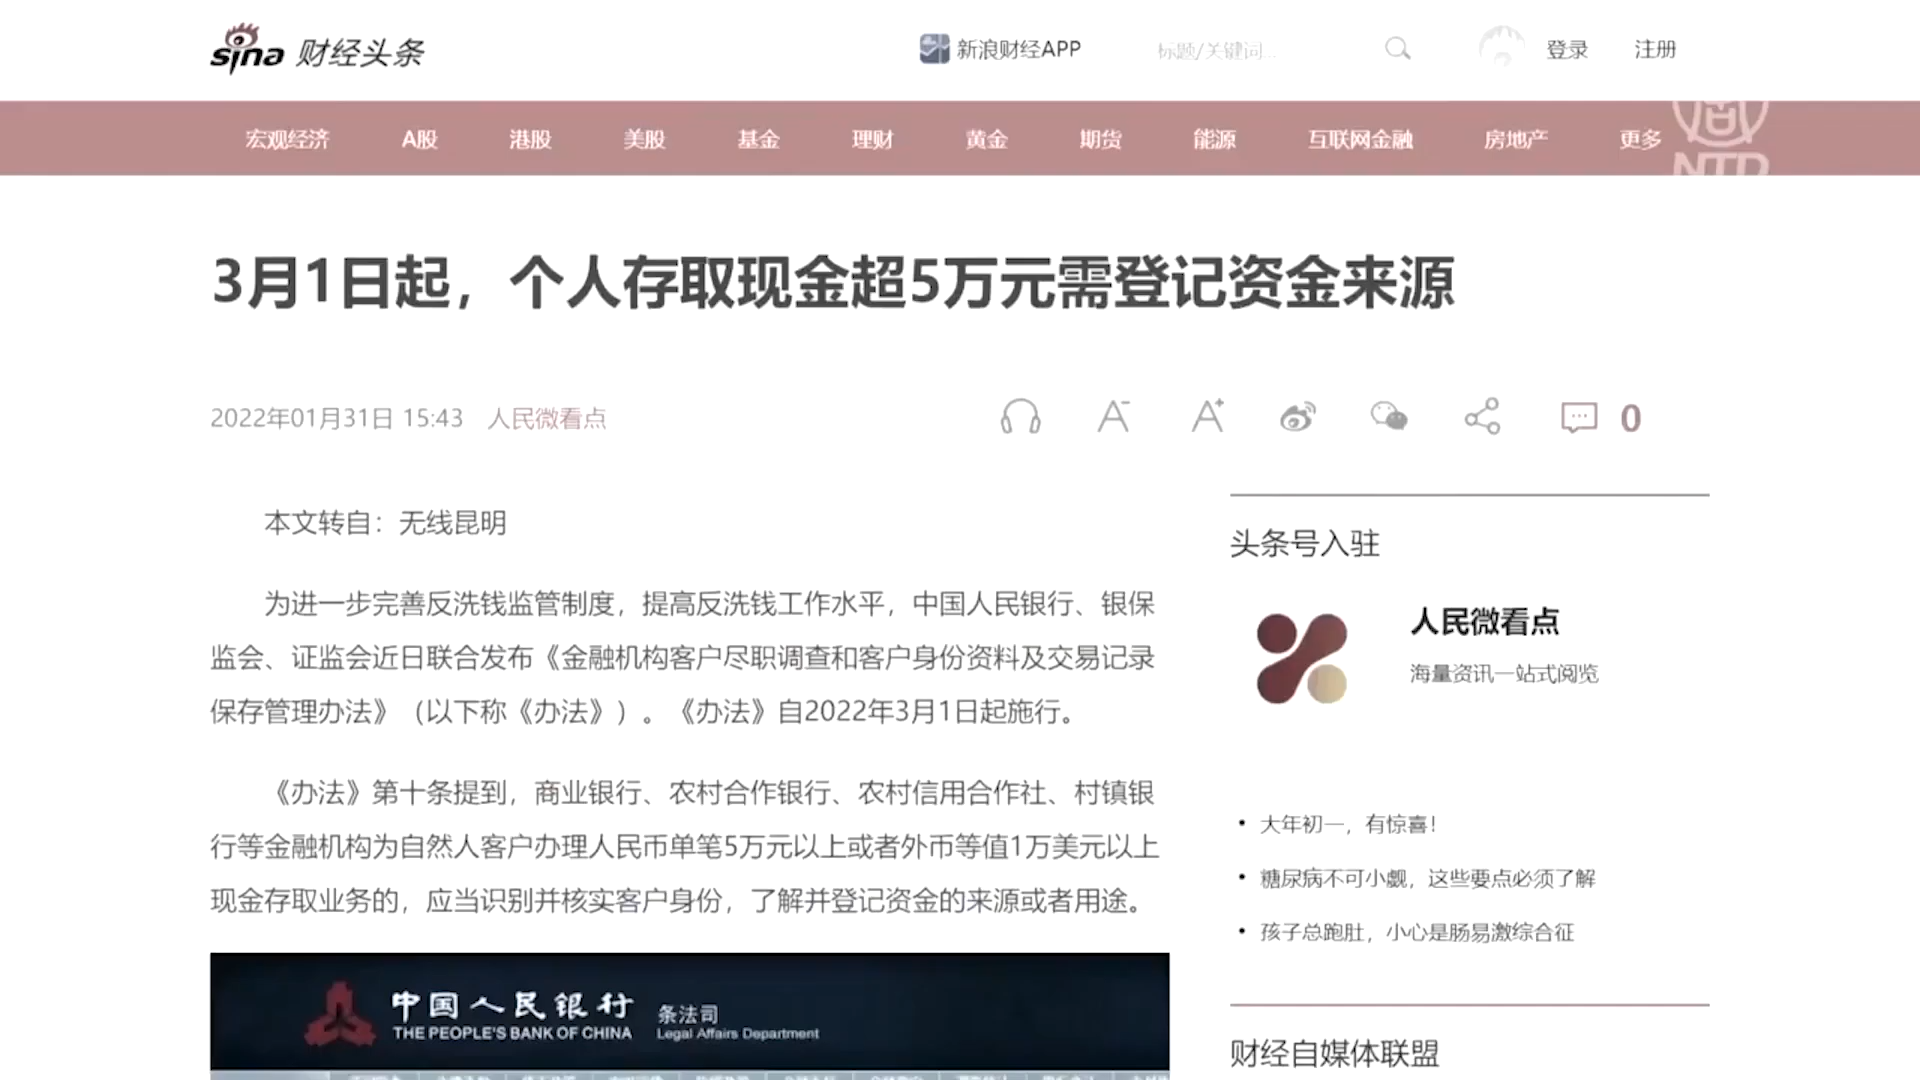 sina 财经头条
新浪财经APP
标题/关键词...
登录
注册
宏观经济 A股 港股 美股 基金 理财 黄金 期货 能源 互联网金融 房地产 更多
NTD
3月1日起，个人存取现金超5万元需登记资金来源
2022年01月31日 15:43 人民微看点
0
本文转自：无线昆明
为进一步完善反洗钱监管制度，提高反洗钱工作水平，中国人民银行、银保
监会、证监会近日联合发布《金融机构客户尽职调查和客户身份资料及交易记录
保存管理办法》（以下称《办法》）。《办法》自2022年3月1日起施行。
《办法》第十条提到，商业银行、农村合作银行、农村信用合作社、村镇银
行等金融机构为自然人客户办理人民币单笔5万元以上或者外币等值1万美元以上
现金存取业务的，应当识别并核实客户身份，了解并登记资金的来源或者用途。
中国人民银行 条法司
THE PEOPLE'S BANK OF CHINA Legal Affairs Department
头条号入驻
人民微看点
海量资讯一站式阅览
• 大年初一，有惊喜！
• 糖尿病不可小觑，这些要点必须了解
• 孩子总跑肚，小心是肠易激综合征
财经自媒体联盟